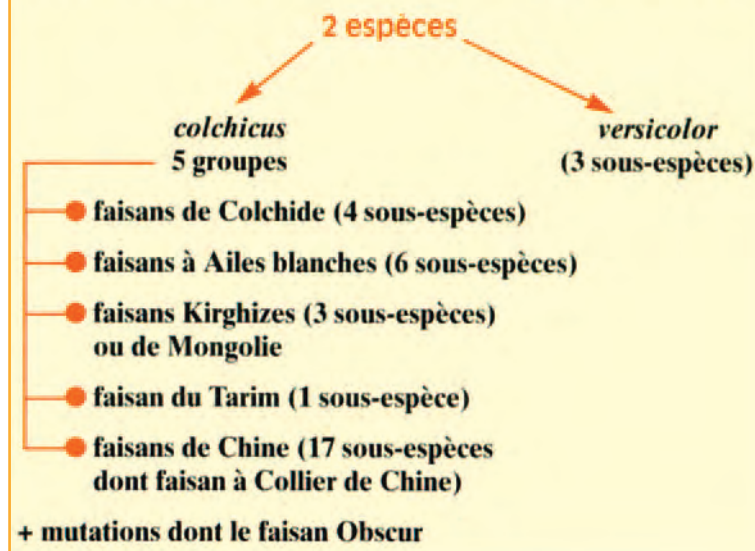 2 espèces
colchicus
5 groupes
versicolor
(3 sous-espèces)
faisans de Colchide (4 sous-espèces)
faisans à Ailes blanches (6 sous-espèces)
faisans Kirghizes (3 sous-espèces)
ou de Mongolie
faisan du Tarim (1 sous-espèce)
faisans de Chine (17 sous-espèces
dont faisan à Collier de Chine)
+ mutations dont le faisan Obscur